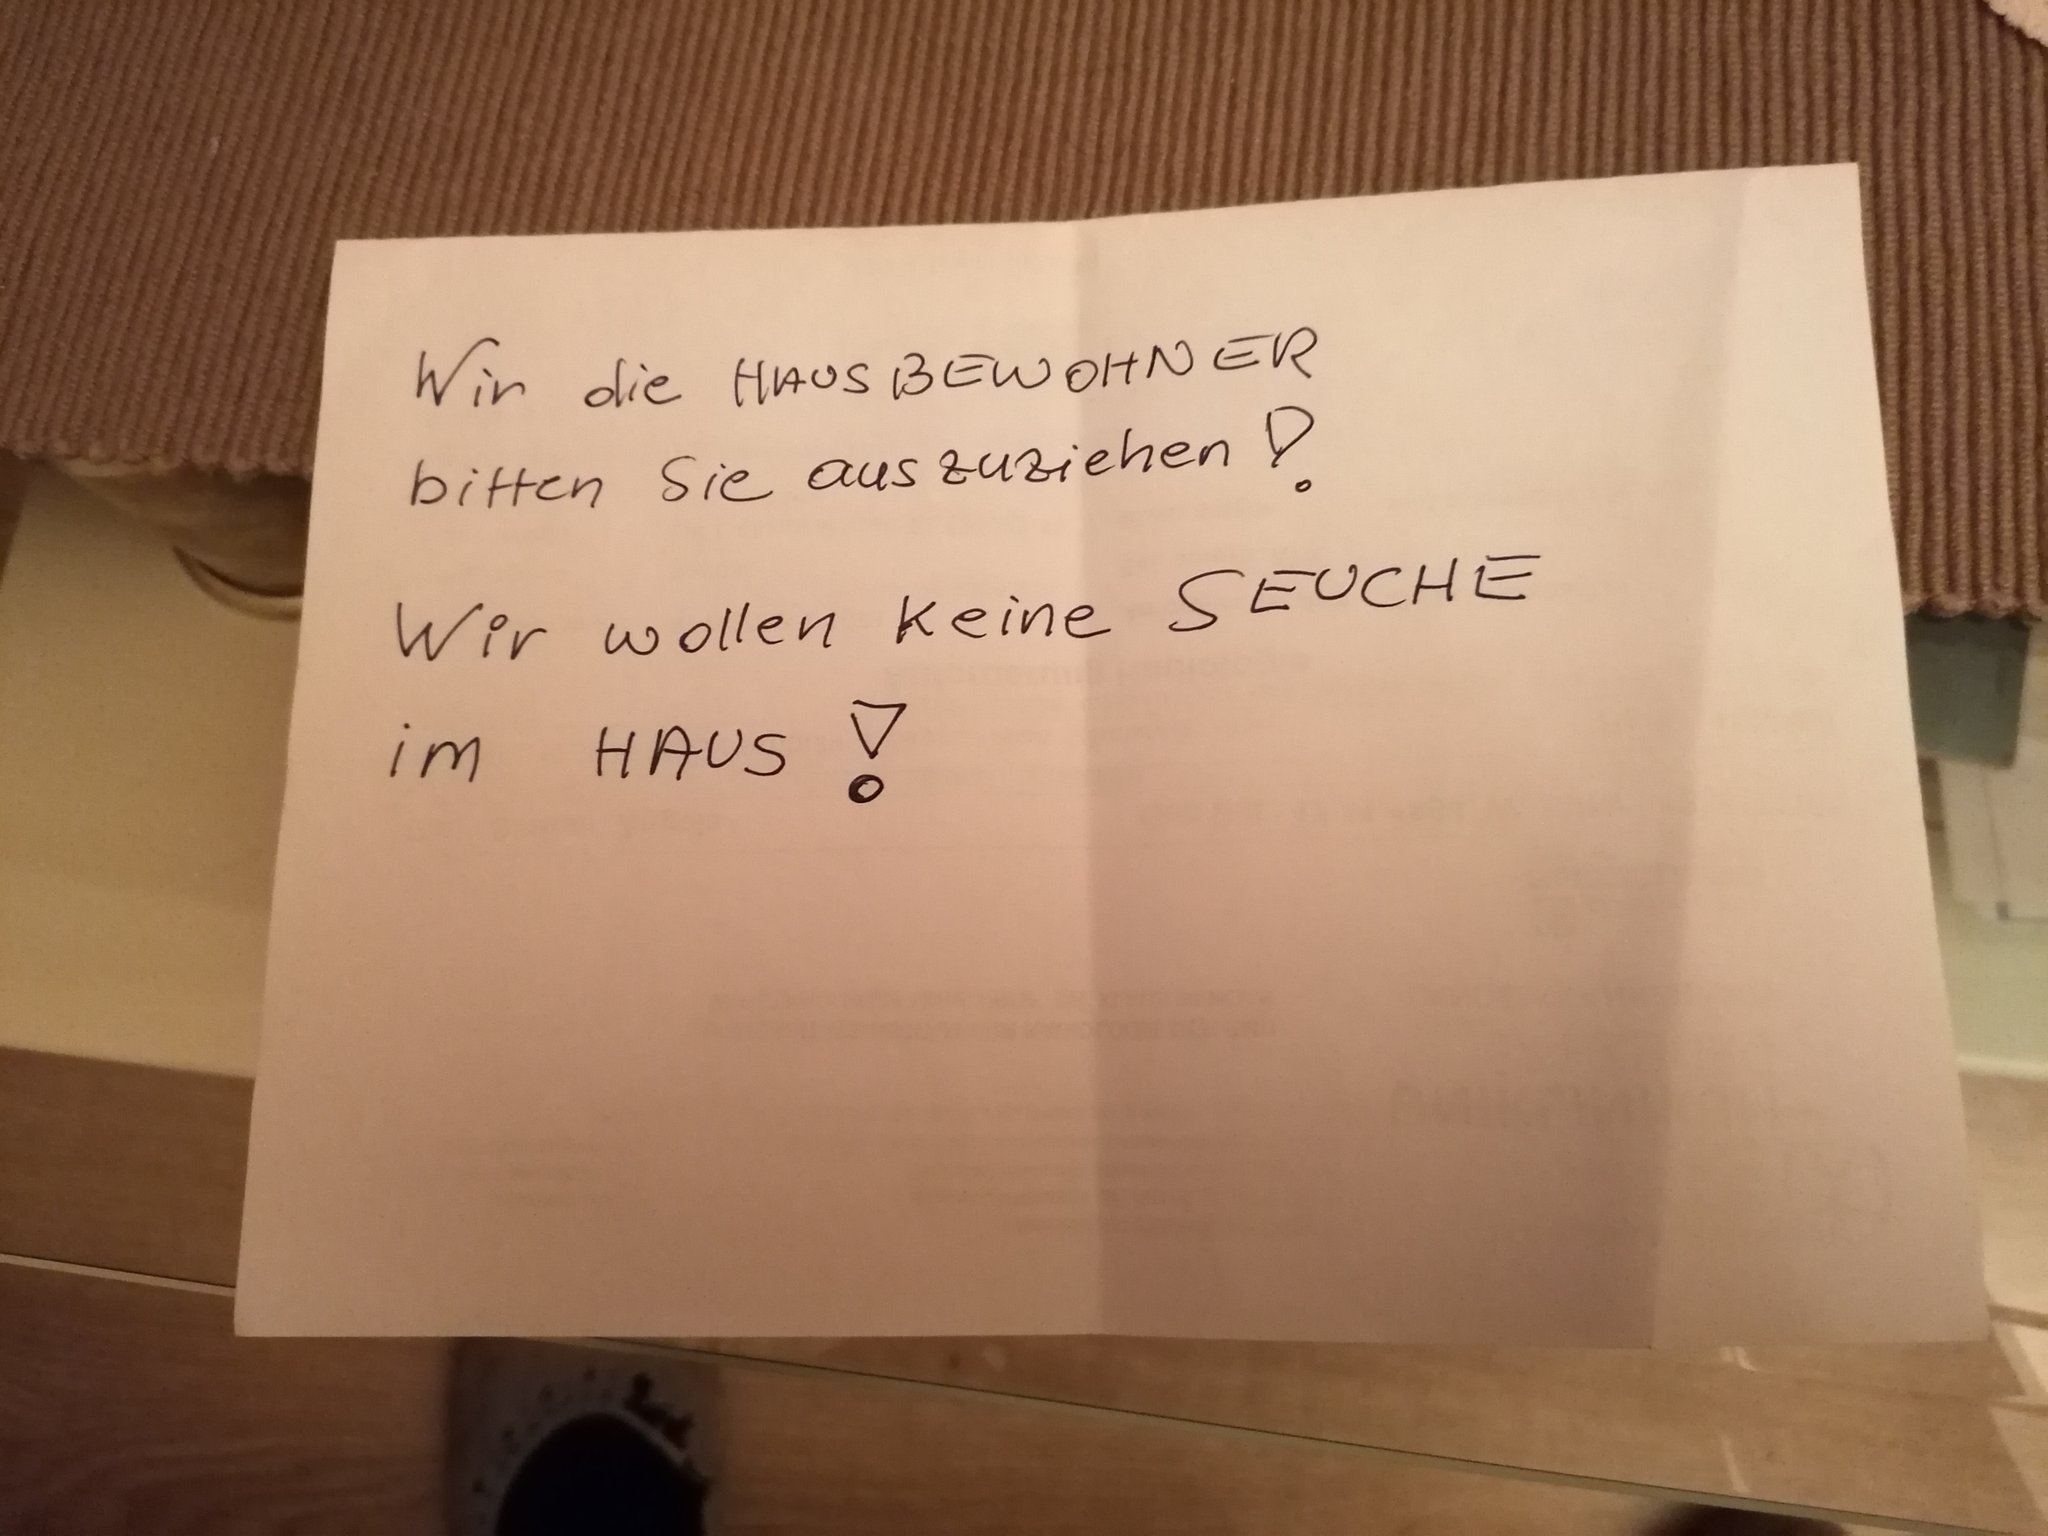 Wir die HAUSBEWOHNER
bitten Sie auszuziehen!
Wir wollen keine SEUCHE
im HAUS!